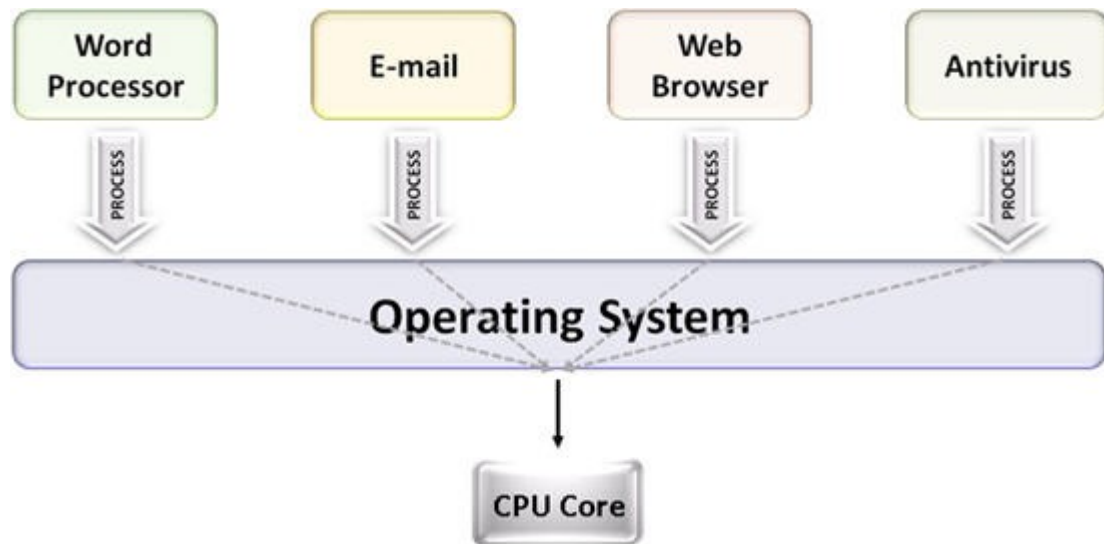 Word
Processor
E-mail
Web
Browser
Antivirus
PROCESS
PROCESS
PROCESS
PROCESS
Operating System
CPU Core